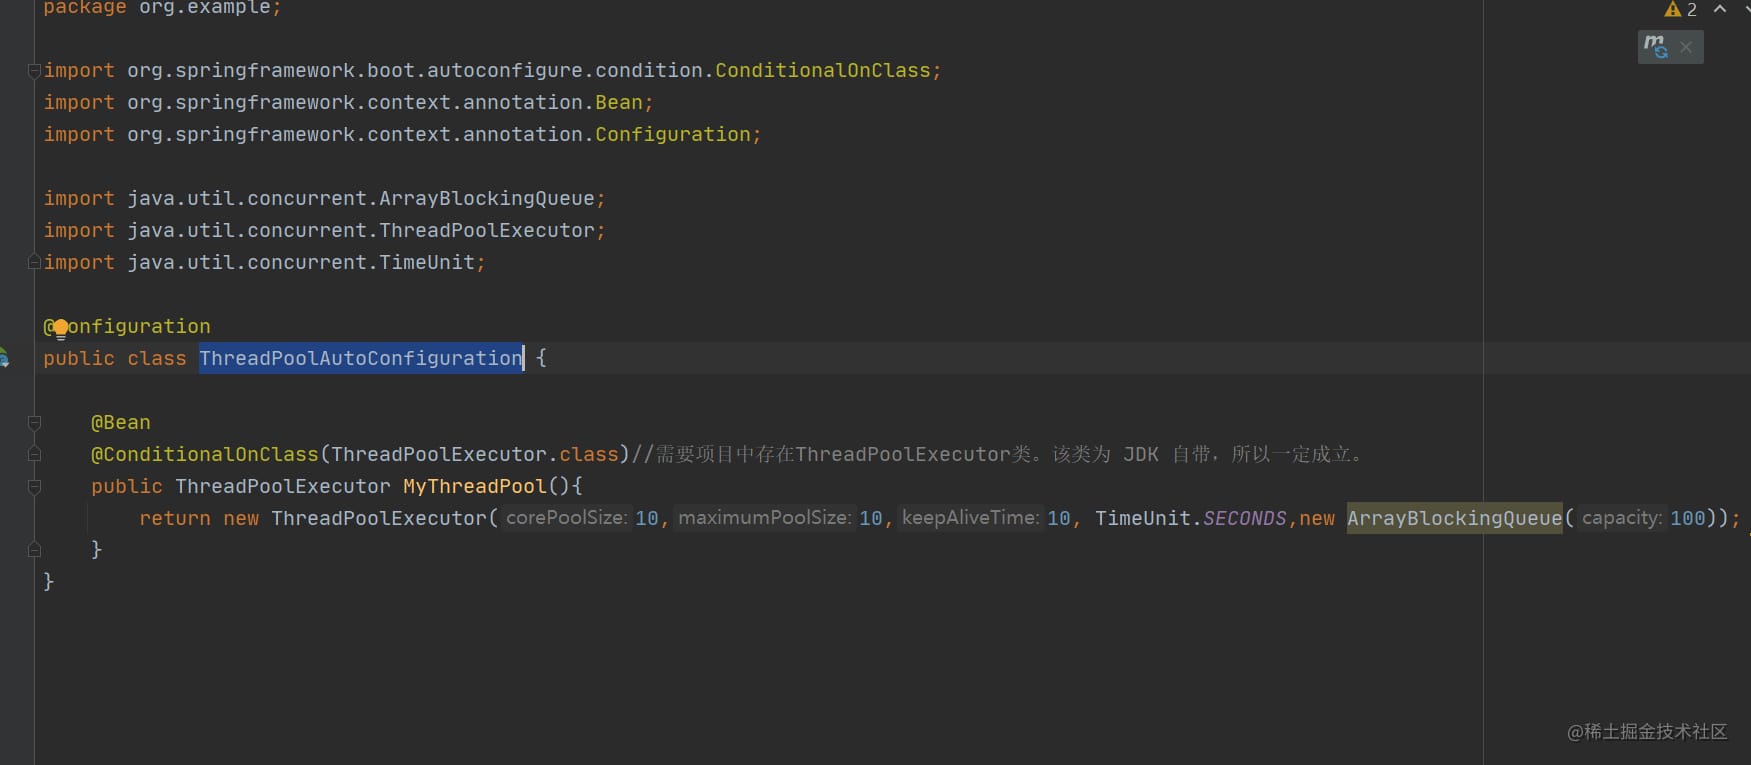 package org.example;
2
import org.springframework.boot.autoconfigure.condition.ConditionalOnClass;
m
import org.springframework.context.annotation.Bean;
import org.springframework.context.annotation.Configuration;
import java.util.concurrent.ArrayBlockingQueue;
import java.util.concurrent.ThreadPoolExecutor;
import java.util.concurrent.TimeUnit;
@Configuration
public class ThreadPoolAutoConfiguration {
@Bean
@ConditionalOnClass(ThreadPoolExecutor.class)//需要项目中存在ThreadPoolExecutor类。该类为 JDK 自带，所以一定成立。
public ThreadPoolExecutor MyThreadPool(){
return new ThreadPoolExecutor( corePoolSize: 10, maximumPoolSize: 10, keepAliveTime: 10, TimeUnit.SECONDS,new ArrayBlockingQueue( capacity: 100));
}
}
@稀土掘金技术社区